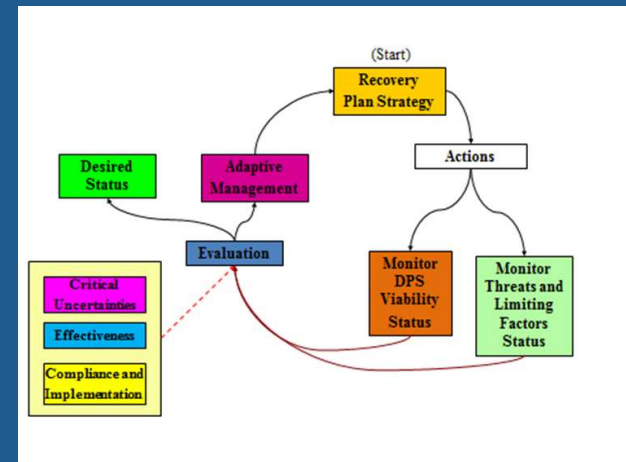 (Start)
Recovery
Plan Strategy
Actions
Desired
Status
Adaptive
Management
Evaluation
Monitor
DPS
Viability
Status
Monitor
Threats and
Limiting
Factors
Status
Critical
Uncertainties
Effectiveness
Compliance and
Implementation